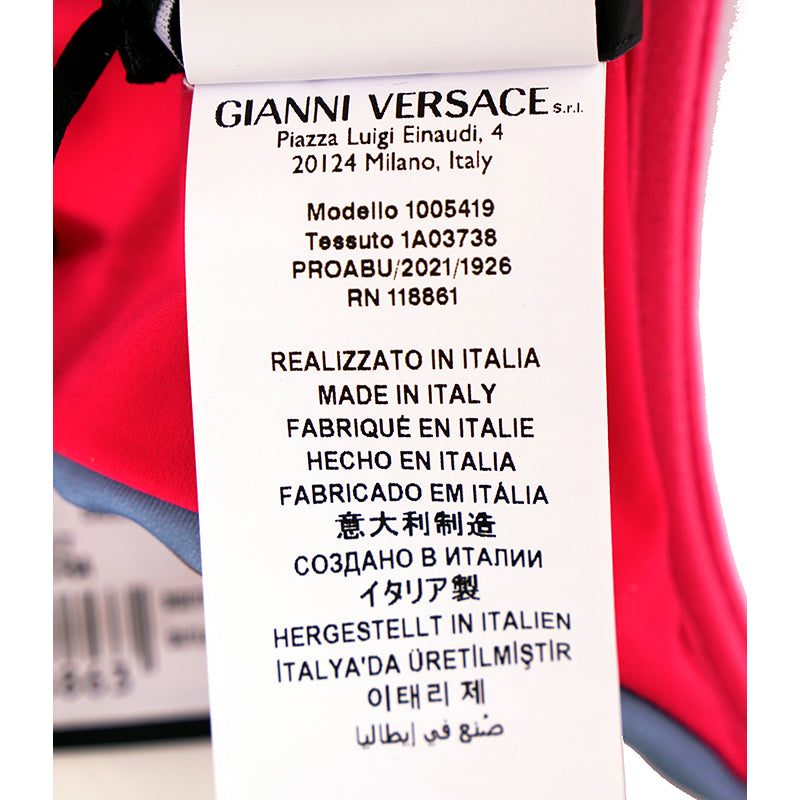 GIANNI VERSACE s.r.l.
Piazza Luigi Einaudi, 4
20124 Milano, Italy
Modello 1005419
Tessuto 1A03738
PROABU/2021/1926
RN 118861
REALIZZATO IN ITALIA
MADE IN ITALY
FABRIQUÉ EN ITALIE
HECHO EN ITALIA
FABRICADO EM ITÁLIA
意大利制造
СОЗДАНО В ИТАЛИИ
イタリア製
HERGESTELLT IN ITALIEN
İTALYA'DA ÜRETİLMİŞTİR
이태리 제
صُنع في إيطاليا